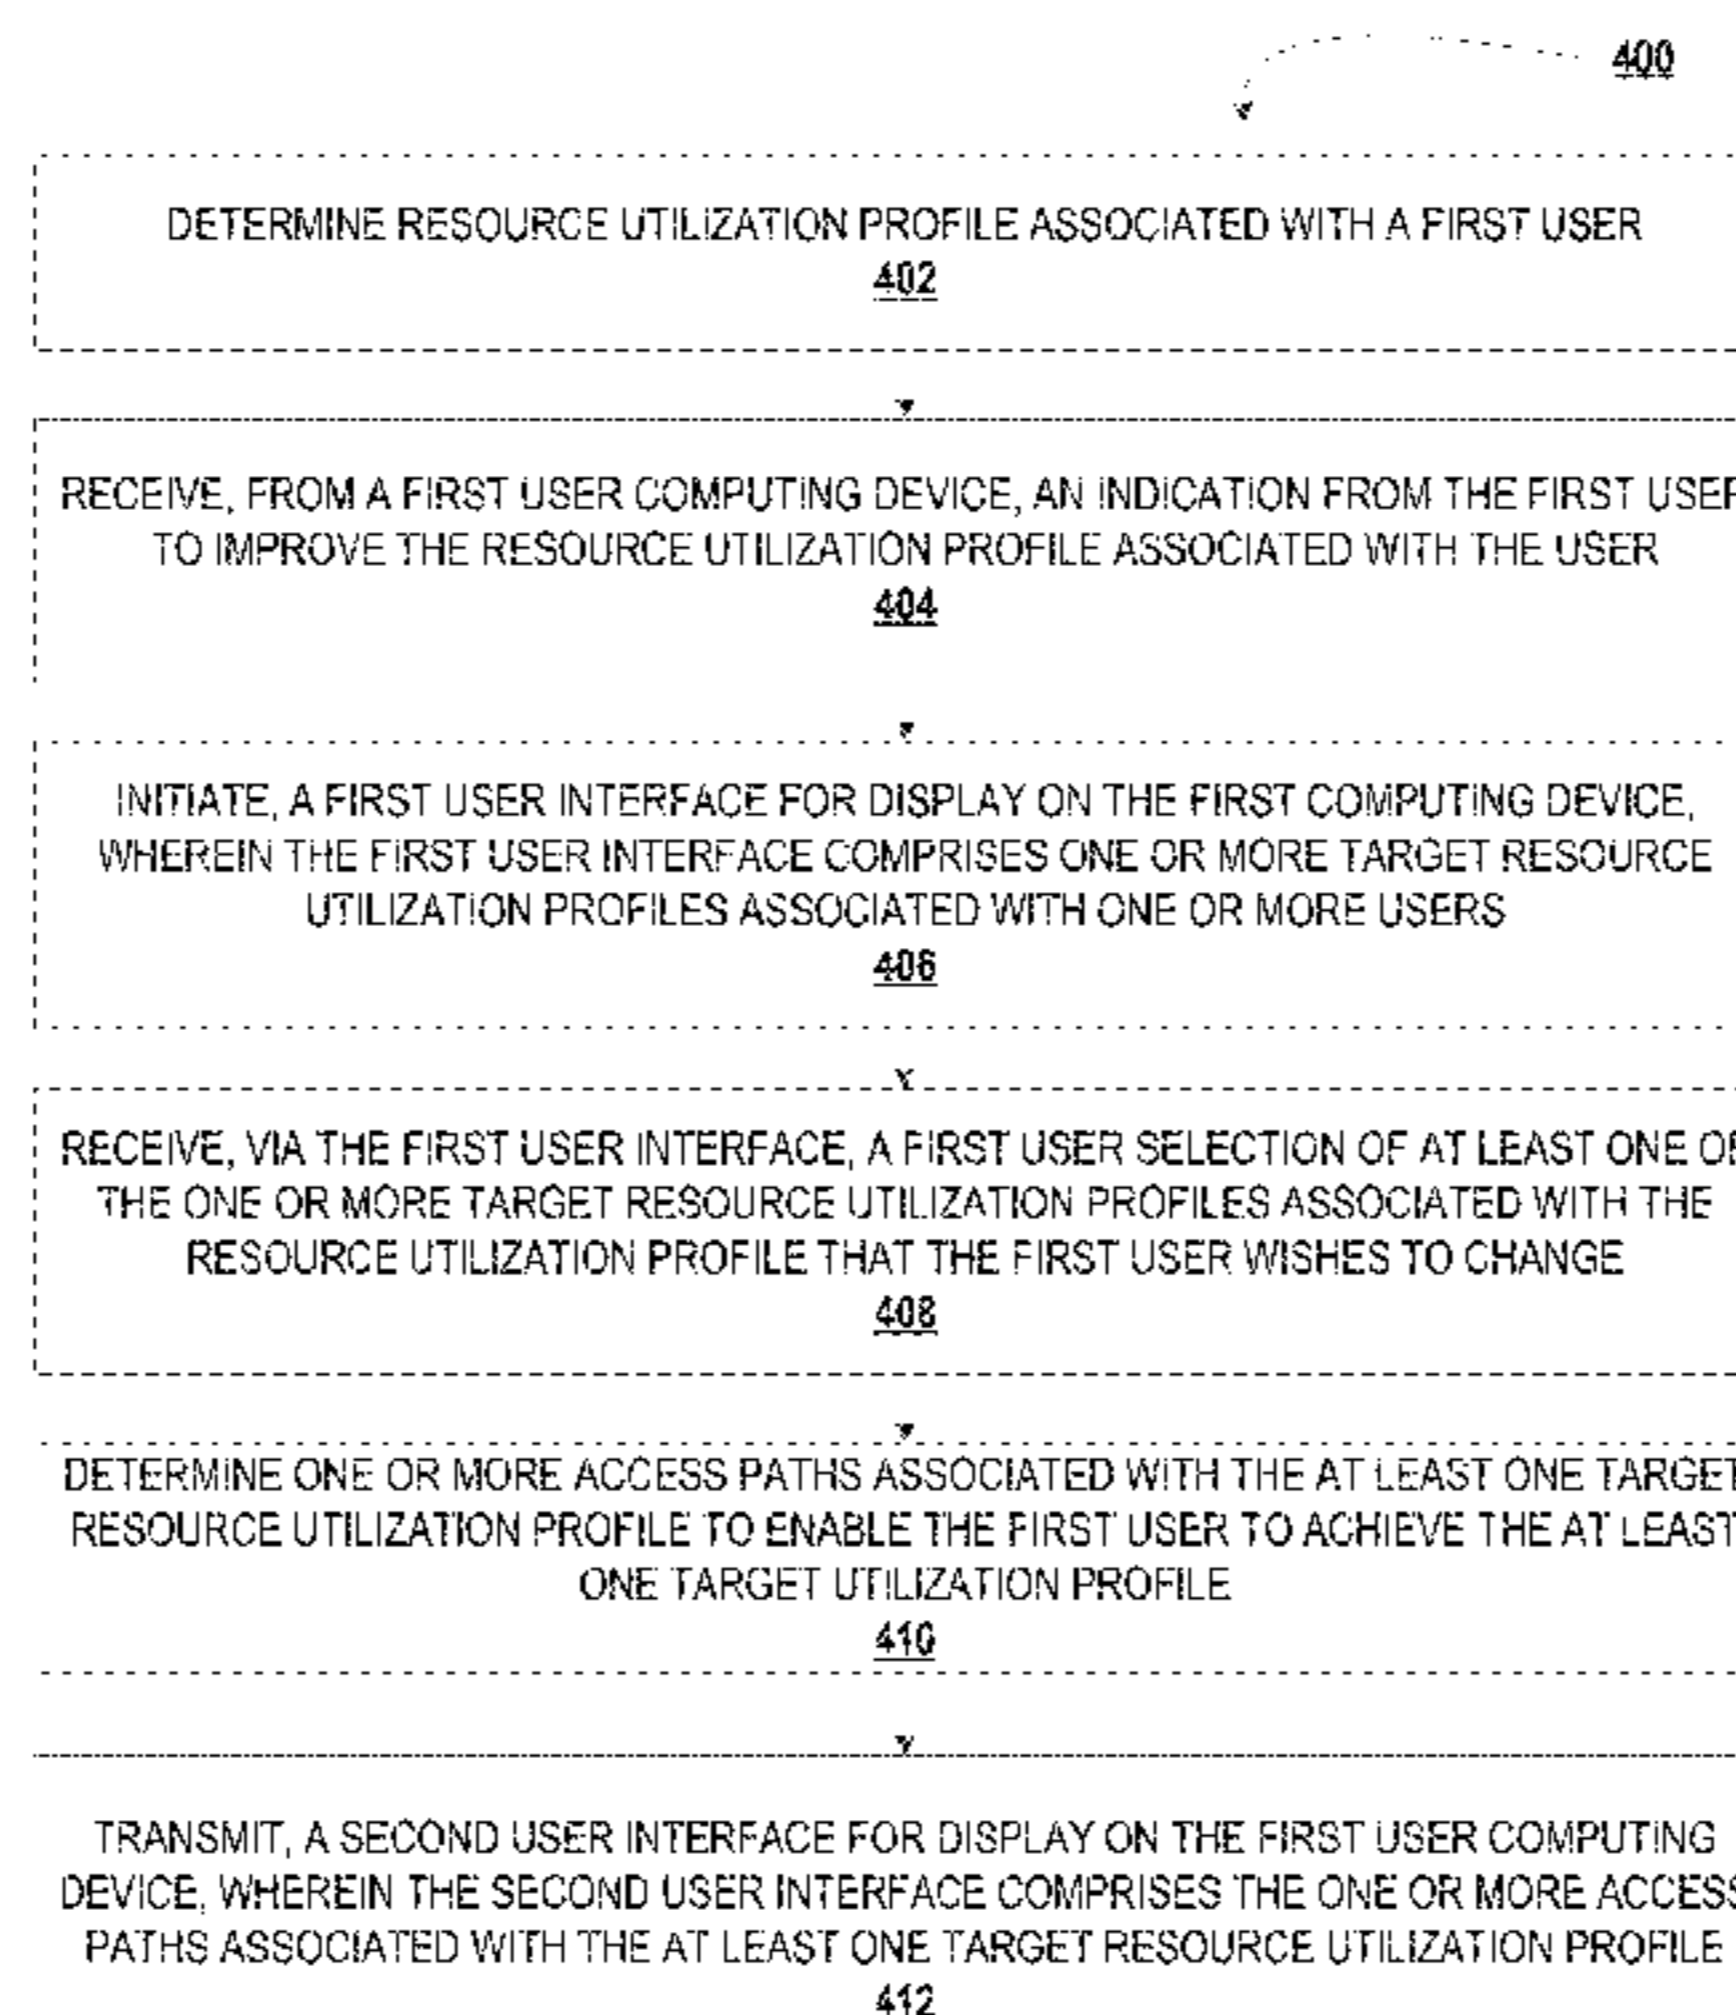 400
DETERMINE RESOURCE UTILIZATION PROFILE ASSOCIATED WITH A FIRST USER
402
RECEIVE, FROM A FIRST USER COMPUTING DEVICE, AN INDICATION FROM THE FIRST USER
TO IMPROVE THE RESOURCE UTILIZATION PROFILE ASSOCIATED WITH THE USER
404
INITIATE, A FIRST USER INTERFACE FOR DISPLAY ON THE FIRST COMPUTING DEVICE,
WHEREIN THE FIRST USER INTERFACE COMPRISES ONE OR MORE TARGET RESOURCE
UTILIZATION PROFILES ASSOCIATED WITH ONE OR MORE USERS
406
RECEIVE, VIA THE FIRST USER INTERFACE, A FIRST USER SELECTION OF AT LEAST ONE OF
THE ONE OR MORE TARGET RESOURCE UTILIZATION PROFILES ASSOCIATED WITH THE
RESOURCE UTILIZATION PROFILE THAT THE FIRST USER WISHES TO CHANGE
408
DETERMINE ONE OR MORE ACCESS PATHS ASSOCIATED WITH THE AT LEAST ONE TARGET
RESOURCE UTILIZATION PROFILE TO ENABLE THE FIRST USER TO ACHIEVE THE AT LEAST
ONE TARGET UTILIZATION PROFILE
410
TRANSMIT, A SECOND USER INTERFACE FOR DISPLAY ON THE FIRST USER COMPUTING
DEVICE, WHEREIN THE SECOND USER INTERFACE COMPRISES THE ONE OR MORE ACCESS
PATHS ASSOCIATED WITH THE AT LEAST ONE TARGET RESOURCE UTILIZATION PROFILE
412